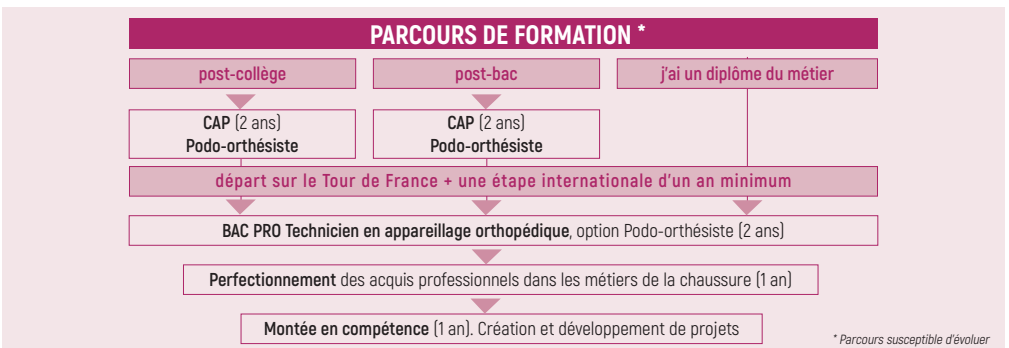 PARCOURS DE FORMATION *
post-collège
post-bac
j'ai un diplôme du métier
CAP (2 ans)
Podo-orthésiste
CAP (2 ans)
Podo-orthésiste
départ sur le Tour de France + une étape internationale d'un an minimum
BAC PRO Technicien en appareillage orthopédique, option Podo-orthésiste (2 ans)
Perfectionnement des acquis professionnels dans les métiers de la chaussure (1 an)
Montée en compétence (1 an). Création et développement de projets
* Parcours susceptible d'évoluer